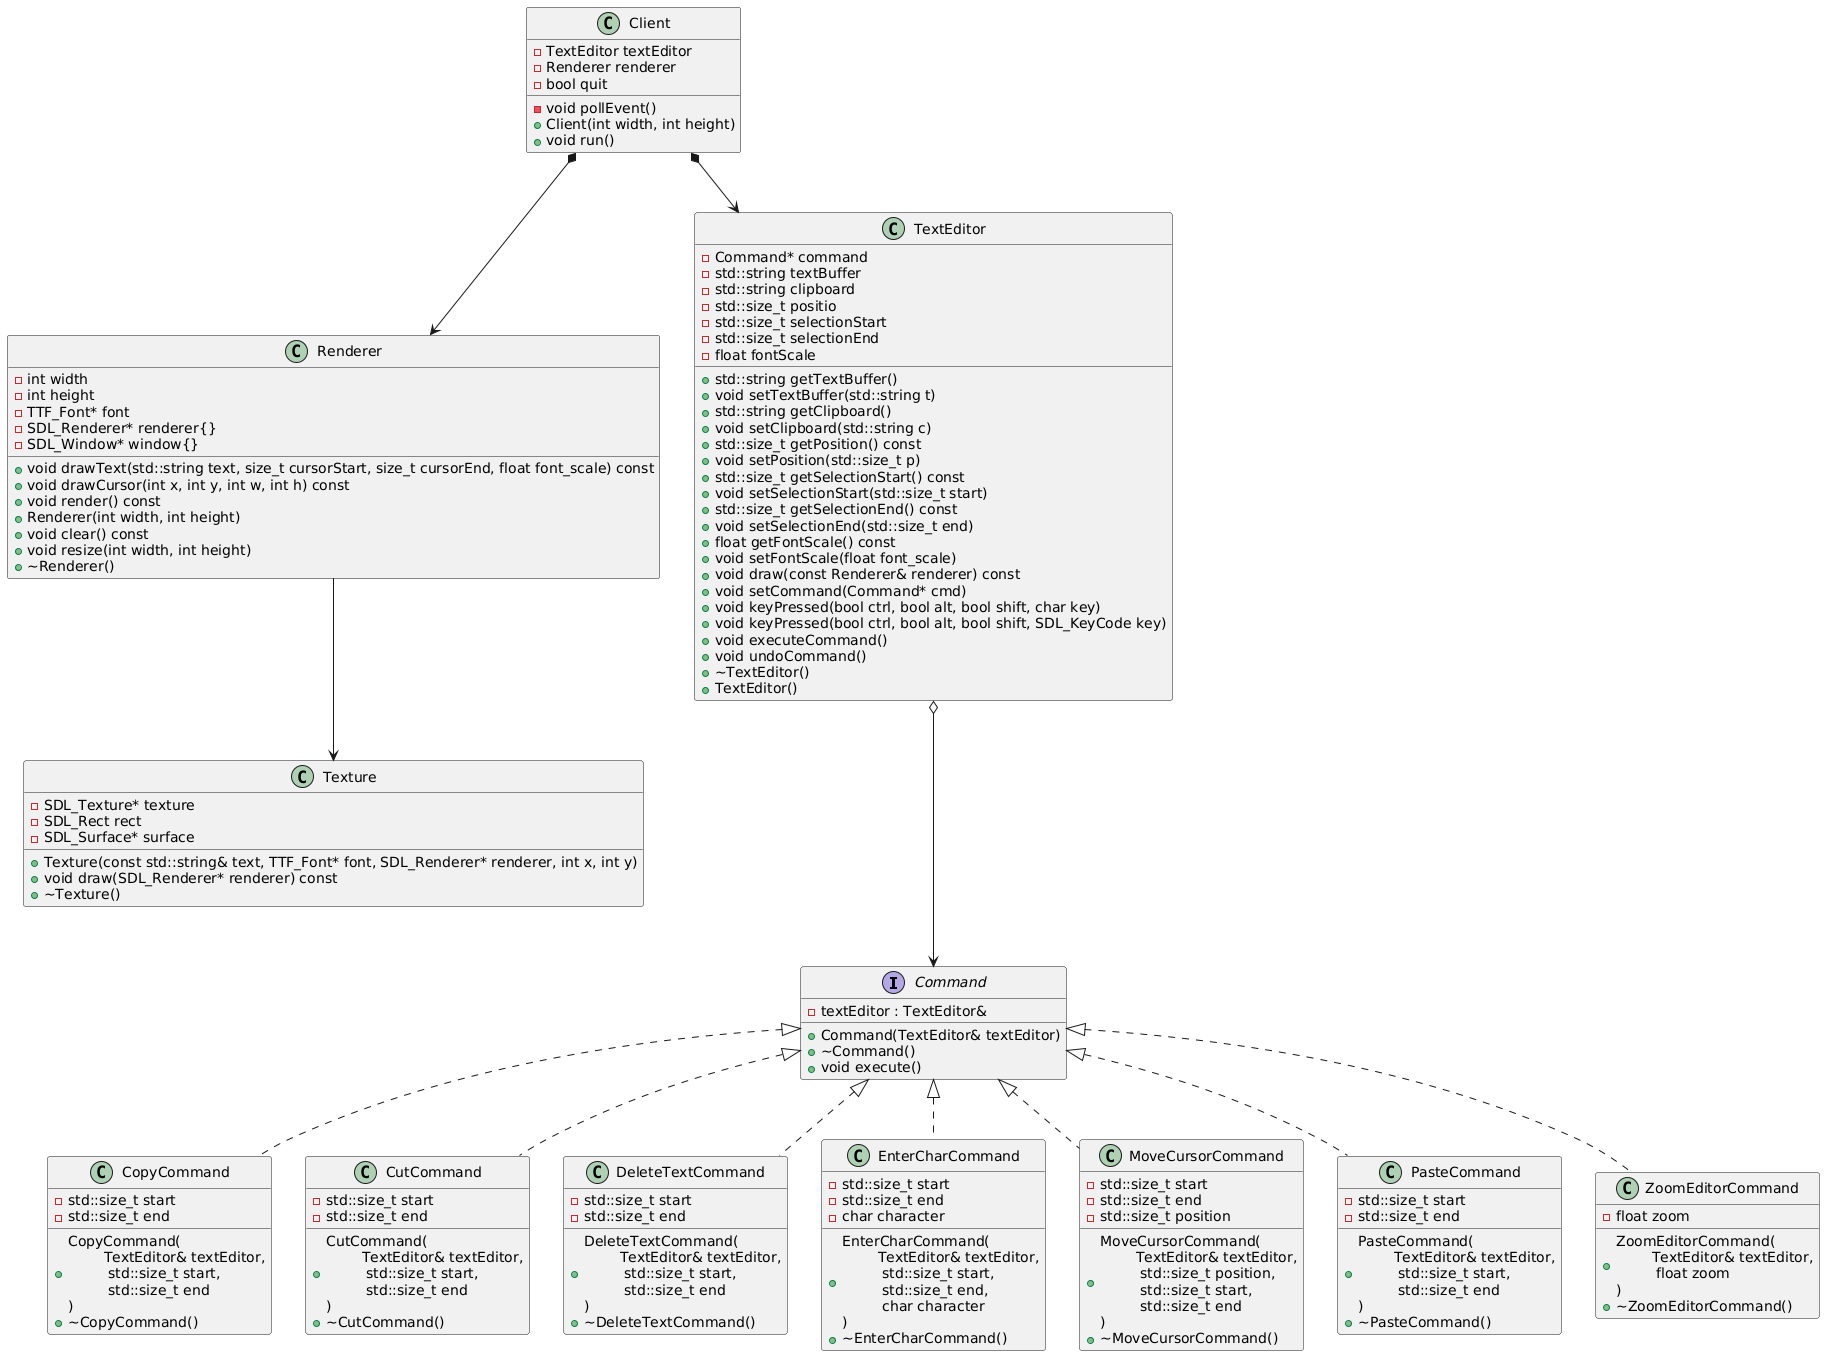 C Client
TextEditor textEditor
Renderer renderer
bool quit
void pollEvent()
Client(int width, int height)
void run()
C TextEditor
Command* command
std::string textBuffer
std::string clipboard
std::size_t positio
std::size_t selectionStart
std::size_t selectionEnd
float fontScale
std::string getTextBuffer()
void setTextBuffer(std::string t)
std::string getClipboard()
void setClipboard(std::string c)
std::size_t getPosition() const
void setPosition(std::size_t p)
std::size_t getSelectionStart() const
void setSelectionStart(std::size_t start)
std::size_t getSelectionEnd() const
void setSelectionEnd(std::size_t end)
float getFontScale() const
void setFontScale(float font_scale)
void draw(const Renderer& renderer) const
void setCommand(Command* cmd)
void keyPressed(bool ctrl, bool alt, bool shift, char key)
void keyPressed(bool ctrl, bool alt, bool shift, SDL_KeyCode key)
void executeCommand()
void undoCommand()
~TextEditor()
TextEditor()
C Renderer
int width
int height
TTF_Font* font
SDL_Renderer* renderer{}
SDL_Window* window{}
void drawText(std::string text, size_t cursorStart, size_t cursorEnd, float font_scale) const
void drawCursor(int x, int y, int w, int h) const
void render() const
Renderer(int width, int height)
void clear() const
void resize(int width, int height)
~Renderer()
C Texture
SDL_Texture* texture
SDL_Rect rect
SDL_Surface* surface
Texture(const std::string& text, TTF_Font* font, SDL_Renderer* renderer, int x, int y)
void draw(SDL_Renderer* renderer) const
~Texture()
I Command
textEditor : TextEditor&
Command(TextEditor& textEditor)
~Command()
void execute()
C CopyCommand
std::size_t start
std::size_t end
CopyCommand(
TextEditor& textEditor,
std::size_t start,
std::size_t end
)
~CopyCommand()
C CutCommand
std::size_t start
std::size_t end
CutCommand(
TextEditor& textEditor,
std::size_t start,
std::size_t end
)
~CutCommand()
C DeleteTextCommand
std::size_t start
std::size_t end
DeleteTextCommand(
TextEditor& textEditor,
std::size_t start,
std::size_t end
)
~DeleteTextCommand()
C EnterCharCommand
std::size_t start
std::size_t end
char character
EnterCharCommand(
TextEditor& textEditor,
std::size_t start,
std::size_t end,
char character
)
~EnterCharCommand()
C MoveCursorCommand
std::size_t start
std::size_t end
std::size_t position
MoveCursorCommand(
TextEditor& textEditor,
std::size_t position,
std::size_t start,
std::size_t end
)
~MoveCursorCommand()
C PasteCommand
std::size_t start
std::size_t end
PasteCommand(
TextEditor& textEditor,
std::size_t start,
std::size_t end
)
~PasteCommand()
C ZoomEditorCommand
float zoom
ZoomEditorCommand(
TextEditor& textEditor,
float zoom
)
~ZoomEditorCommand()